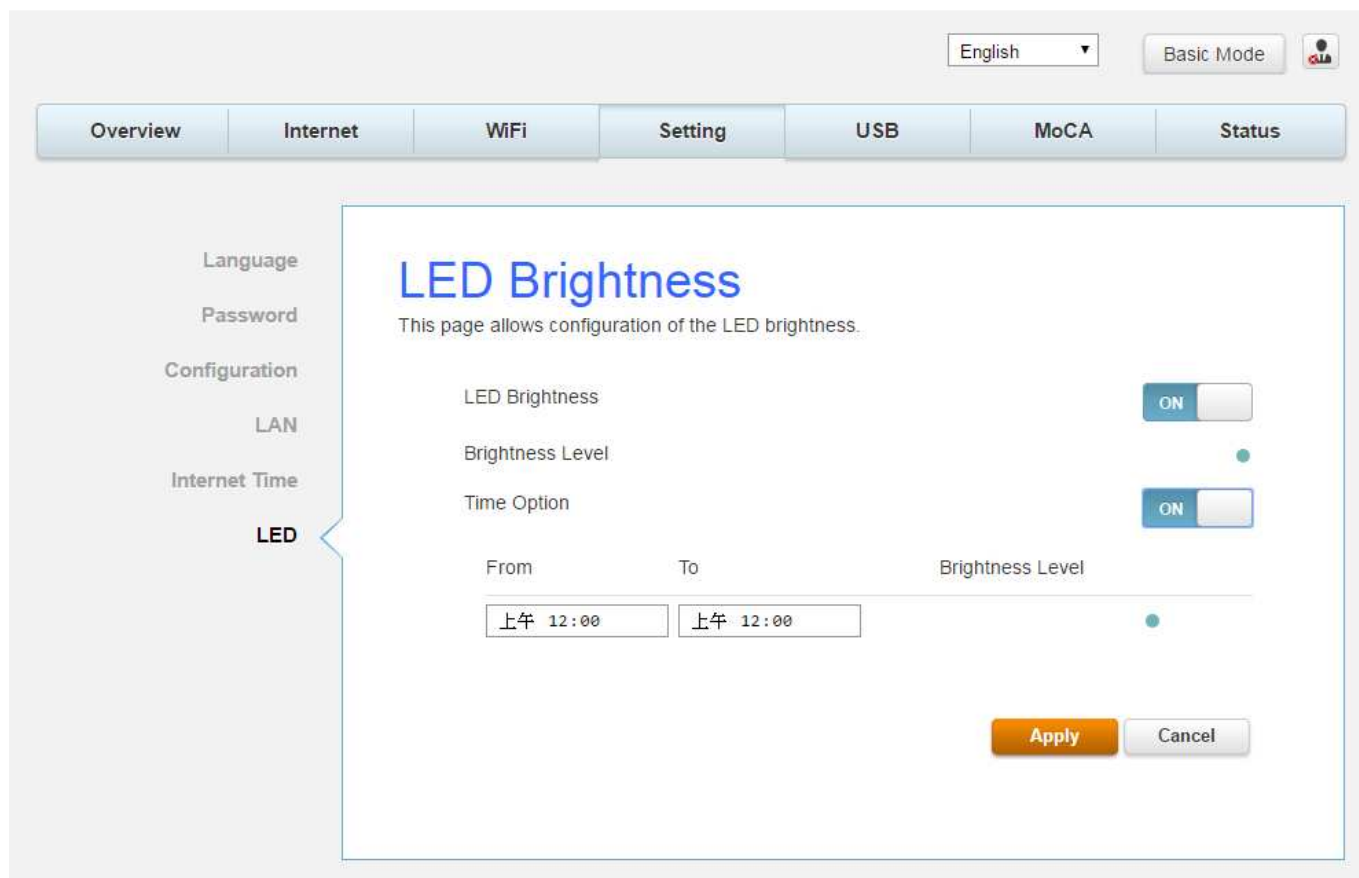 English
Basic Mode
Overview Internet WiFi Setting USB MoCA Status
Language
Password
Configuration
LAN
Internet Time
LED
LED Brightness
This page allows configuration of the LED brightness.
LED Brightness ON
Brightness Level
Time Option ON
From To Brightness Level
上午 12:00 上午 12:00
Apply Cancel